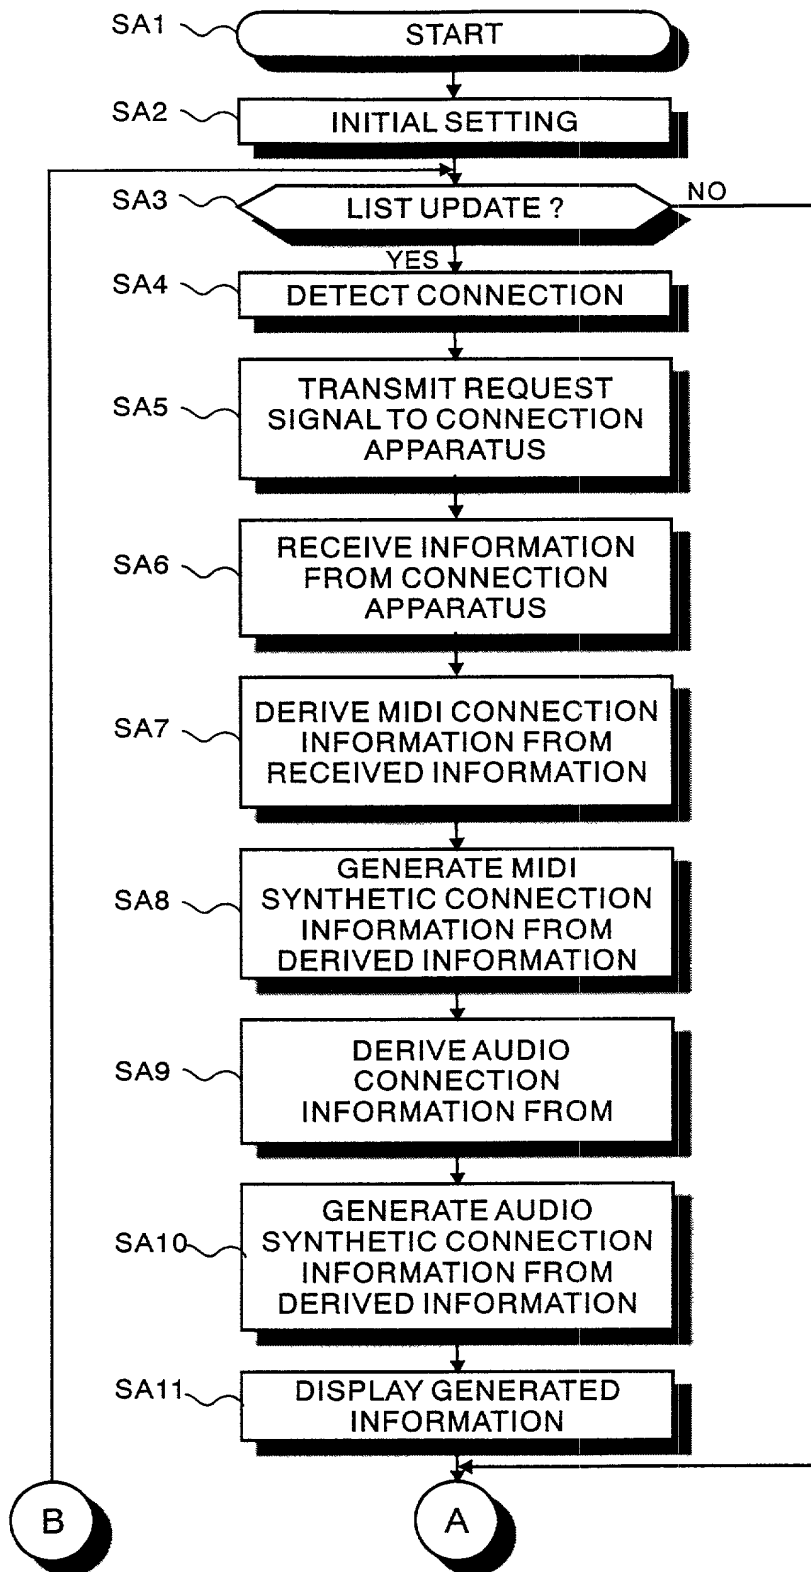 SA1
START
SA2
INITIAL SETTING
SA3
LIST UPDATE ?
NO
YES
SA4
DETECT CONNECTION
SA5
TRANSMIT REQUEST
SIGNAL TO CONNECTION
APPARATUS
SA6
RECEIVE INFORMATION
FROM CONNECTION
APPARATUS
SA7
DERIVE MIDI CONNECTION
INFORMATION FROM
RECEIVED INFORMATION
SA8
GENERATE MIDI
SYNTHETIC CONNECTION
INFORMATION FROM
DERIVED INFORMATION
SA9
DERIVE AUDIO
CONNECTION
INFORMATION FROM
SA10
GENERATE AUDIO
SYNTHETIC CONNECTION
INFORMATION FROM
DERIVED INFORMATION
SA11
DISPLAY GENERATED
INFORMATION
B
A